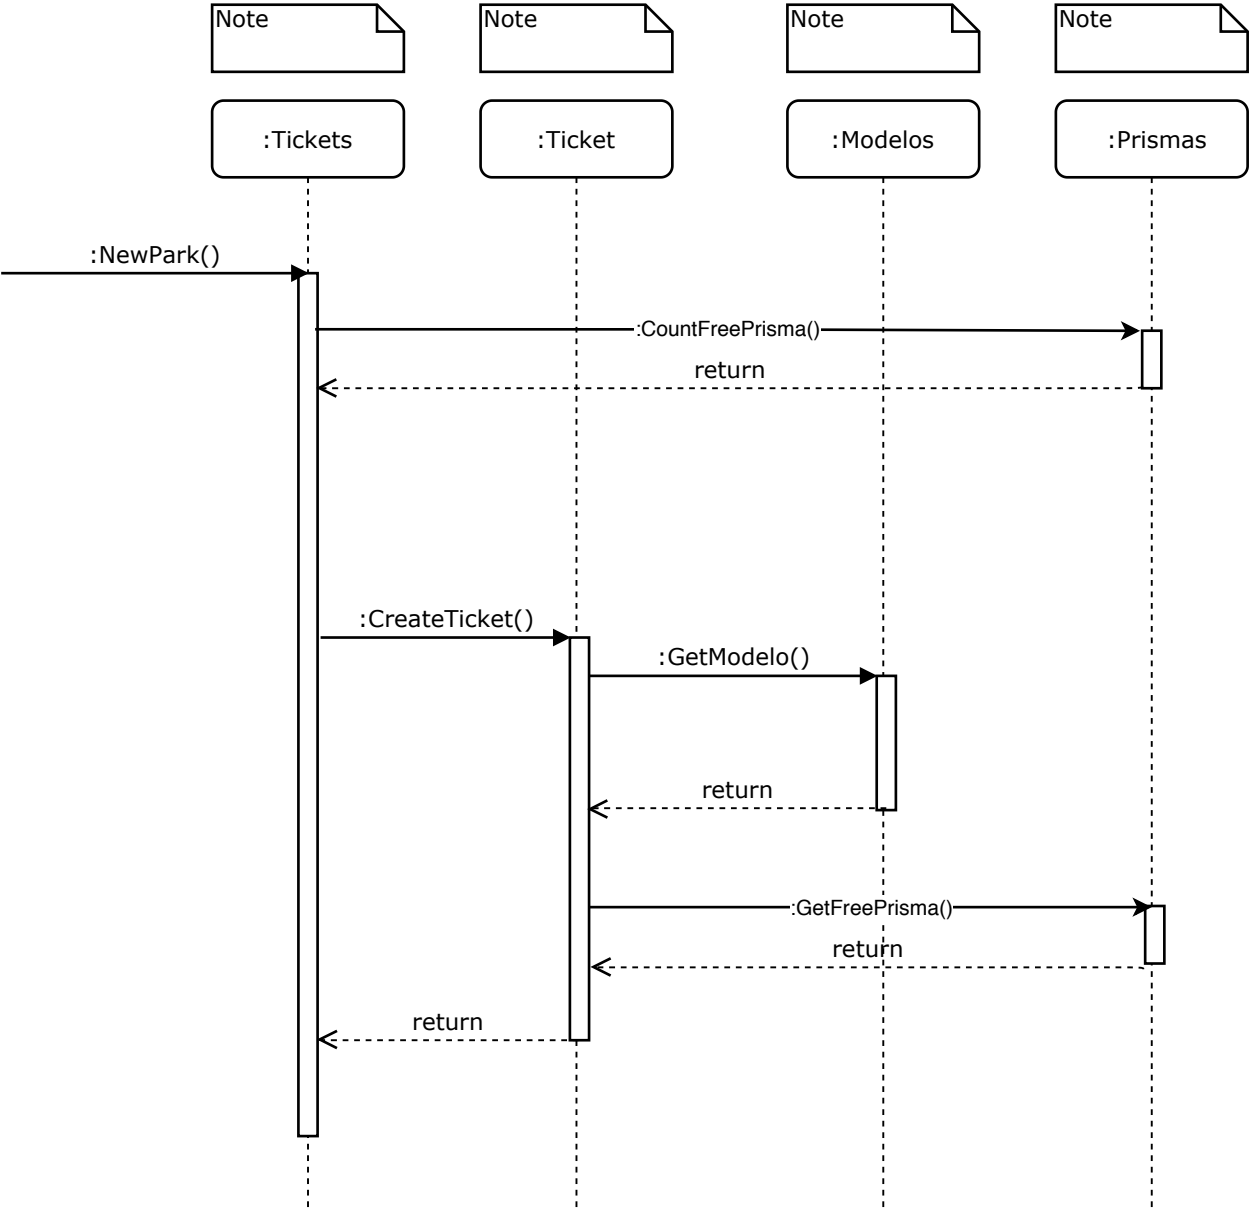 Note
Note
Note
Note
:Tickets
:Ticket
:Modelos
:Prismas
:NewPark()
:CountFreePrisma()
return
:CreateTicket()
:GetModelo()
return
:GetFreePrisma()
return
return